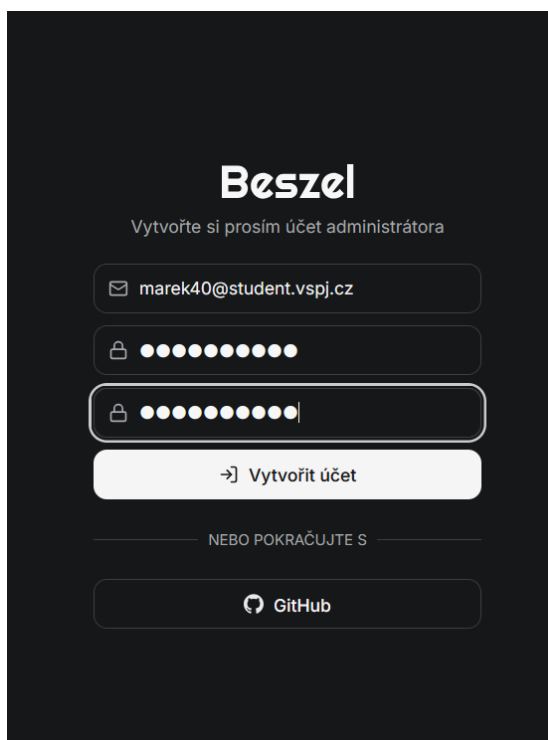 Beszel
Vytvořte si prosím účet administrátora
marek40@student.vspj.cz
●●●●●●●●●●
●●●●●●●●●●
Vytvořit účet
NEBO POKRAČUJTE S
GitHub